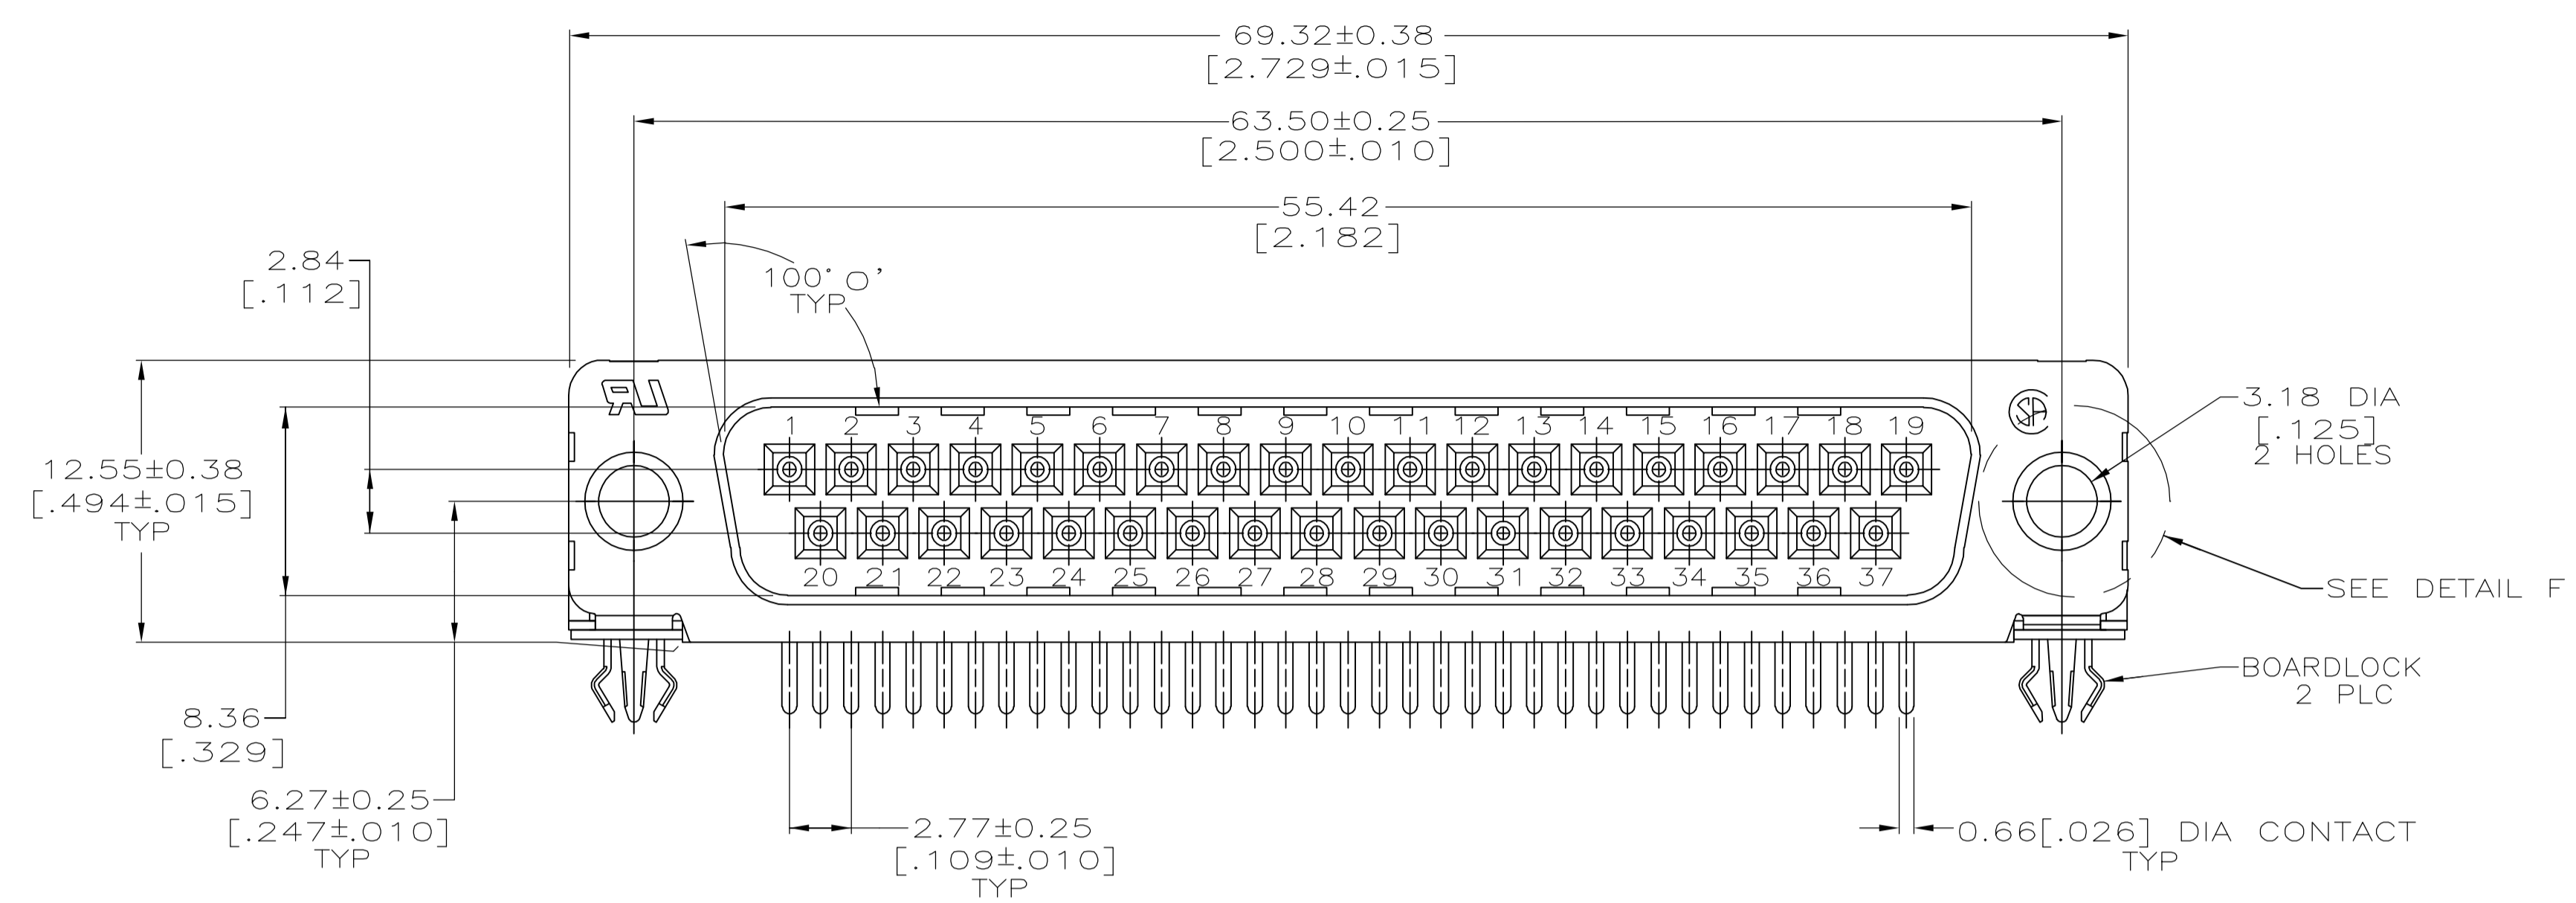 69.32±0.38
[2.729±.015]
63.50±0.25
[2.500±.010]
55.42
[2.182]
2.84
[.112]
100°0'
TYP
3.18 DIA
[.125]
2 HOLES
1 2 3 4 5 6 7 8 9 10 11 12 13 14 15 16 17 18 19
12.55±0.38
[.494±.015]
TYP
20 21 22 23 24 25 26 27 28 29 30 31 32 33 34 35 36 37
SEE DETAIL F
BOARDLOCK
2 PLC
8.36
[.329]
6.27±0.25
[.247±.010]
TYP
2.77±0.25
[.109±.010]
TYP
0.66[.026] DIA CONTACT
TYP